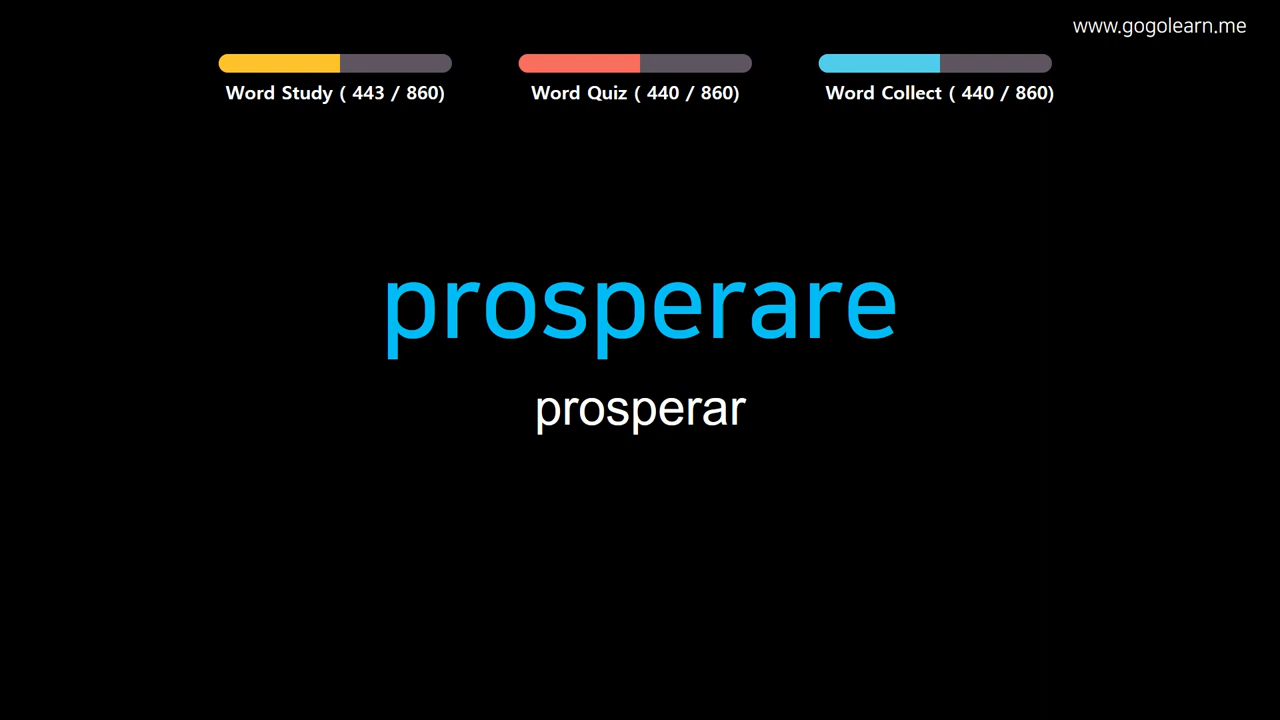 www.gogolearn.me
Word Study ( 443 / 860)
Word Quiz ( 440 / 860)
Word Collect ( 440 / 860)
prosperare
prosperar